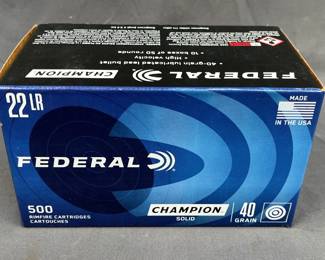 • 40-grain lubricated lead bullet
• High velocity
• 10 boxes of 50 rounds
FEDERAL
CHAMPION
22 LR
MADE
IN THE USA
FEDERAL
500
RIMFIRE CARTRIDGES
CARTOUCHES
CHAMPION
SOLID
40
GRAIN